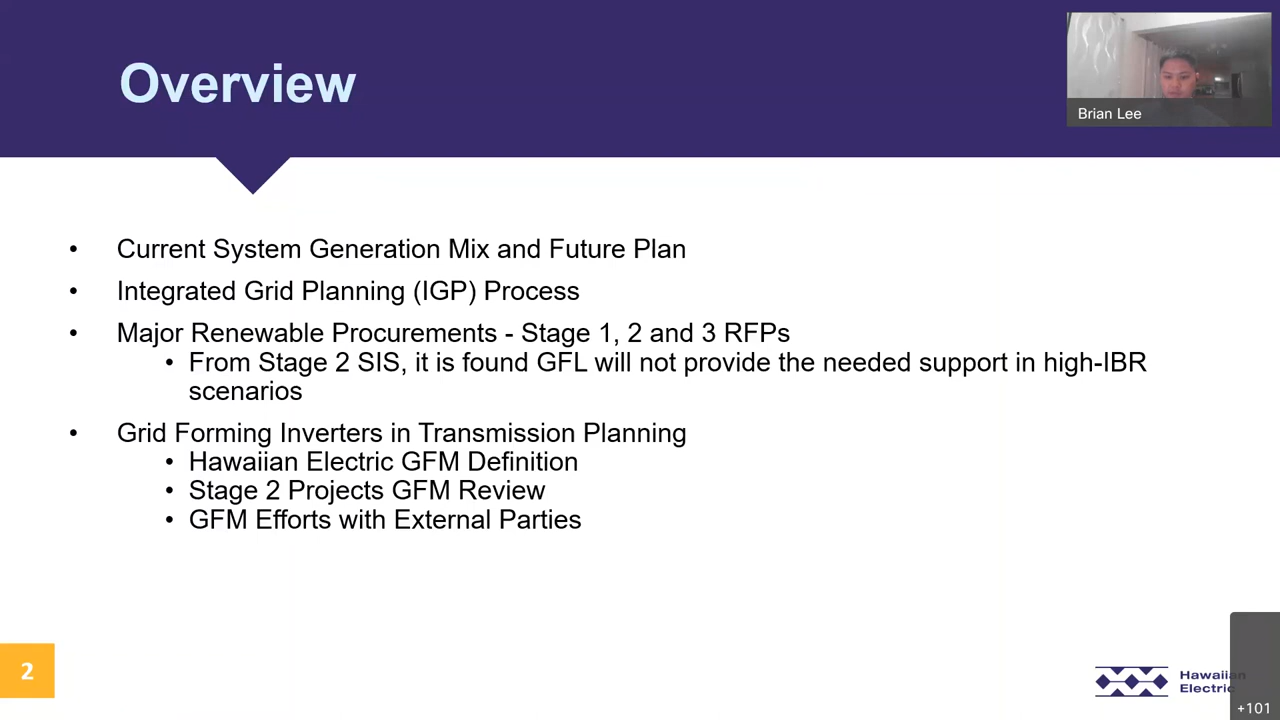 Overview
Brian Lee
• Current System Generation Mix and Future Plan
• Integrated Grid Planning (IGP) Process
• Major Renewable Procurements - Stage 1, 2 and 3 RFPs
• From Stage 2 SIS, it is found GFL will not provide the needed support in high-IBR
scenarios
• Grid Forming Inverters in Transmission Planning
• Hawaiian Electric GFM Definition
• Stage 2 Projects GFM Review
• GFM Efforts with External Parties
2
Hawaiian
Electric
+101